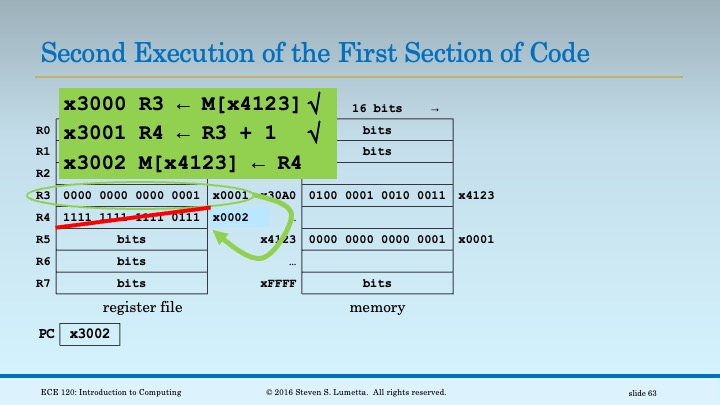 Second Execution of the First Section of Code
x3000 R3 ← M[x4123] √
x3001 R4 ← R3 + 1 √
x3002 M[x4123] ← R4
16 bits →
R0 bits
R1 bits
R2
R3 0000 0000 0000 0001 x0001 x30A0 0100 0001 0010 0011 x4123
R4 1111 1111 1111 0111 x0002 …
R5 bits x4123 0000 0000 0000 0001 x0001
R6 bits …
R7 bits xFFFF bits
register file memory
PC x3002
ECE 120: Introduction to Computing © 2016 Steven S. Lumetta. All rights reserved. slide 63